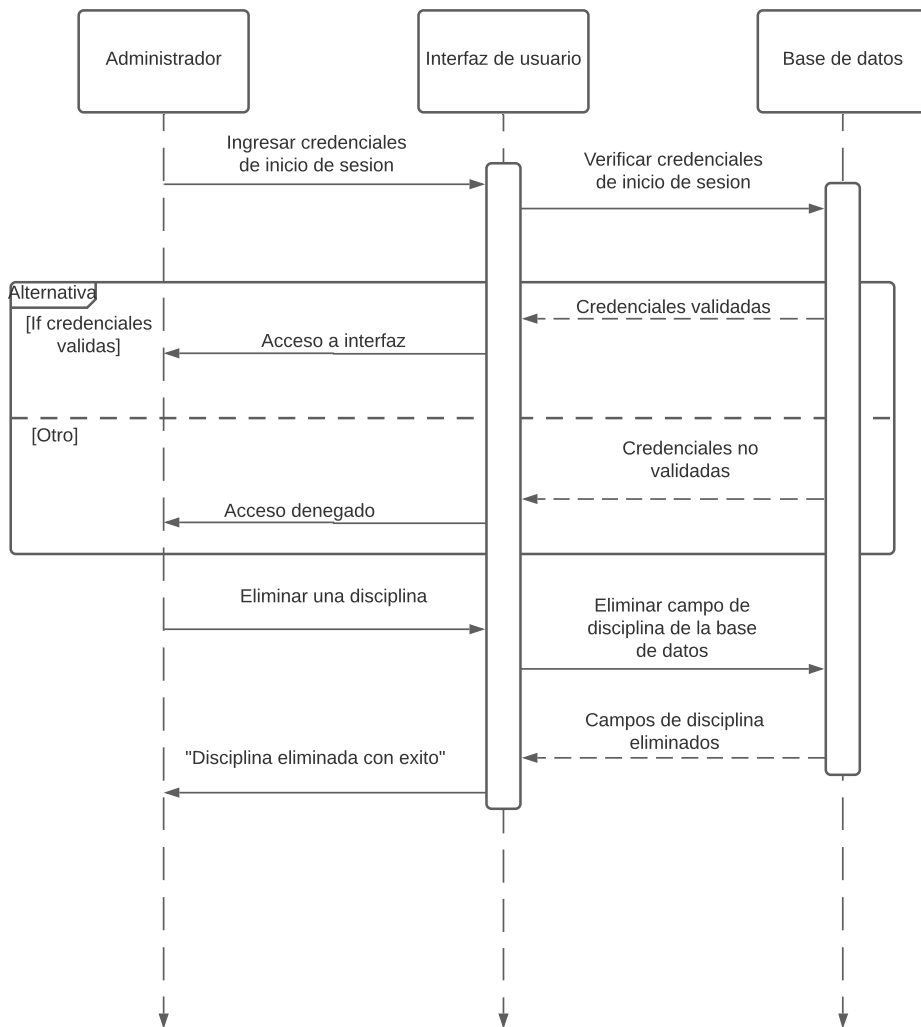 Administrador
Interfaz de usuario
Base de datos
Ingresar credenciales
de inicio de sesion
Verificar credenciales
de inicio de sesion
Alternativa
[If credenciales
validas]
Credenciales validadas
Acceso a interfaz
[Otro]
Credenciales no
validadas
Acceso denegado
Eliminar una disciplina
Eliminar campo de
disciplina de la base
de datos
Campos de disciplina
eliminados
"Disciplina eliminada con exito"